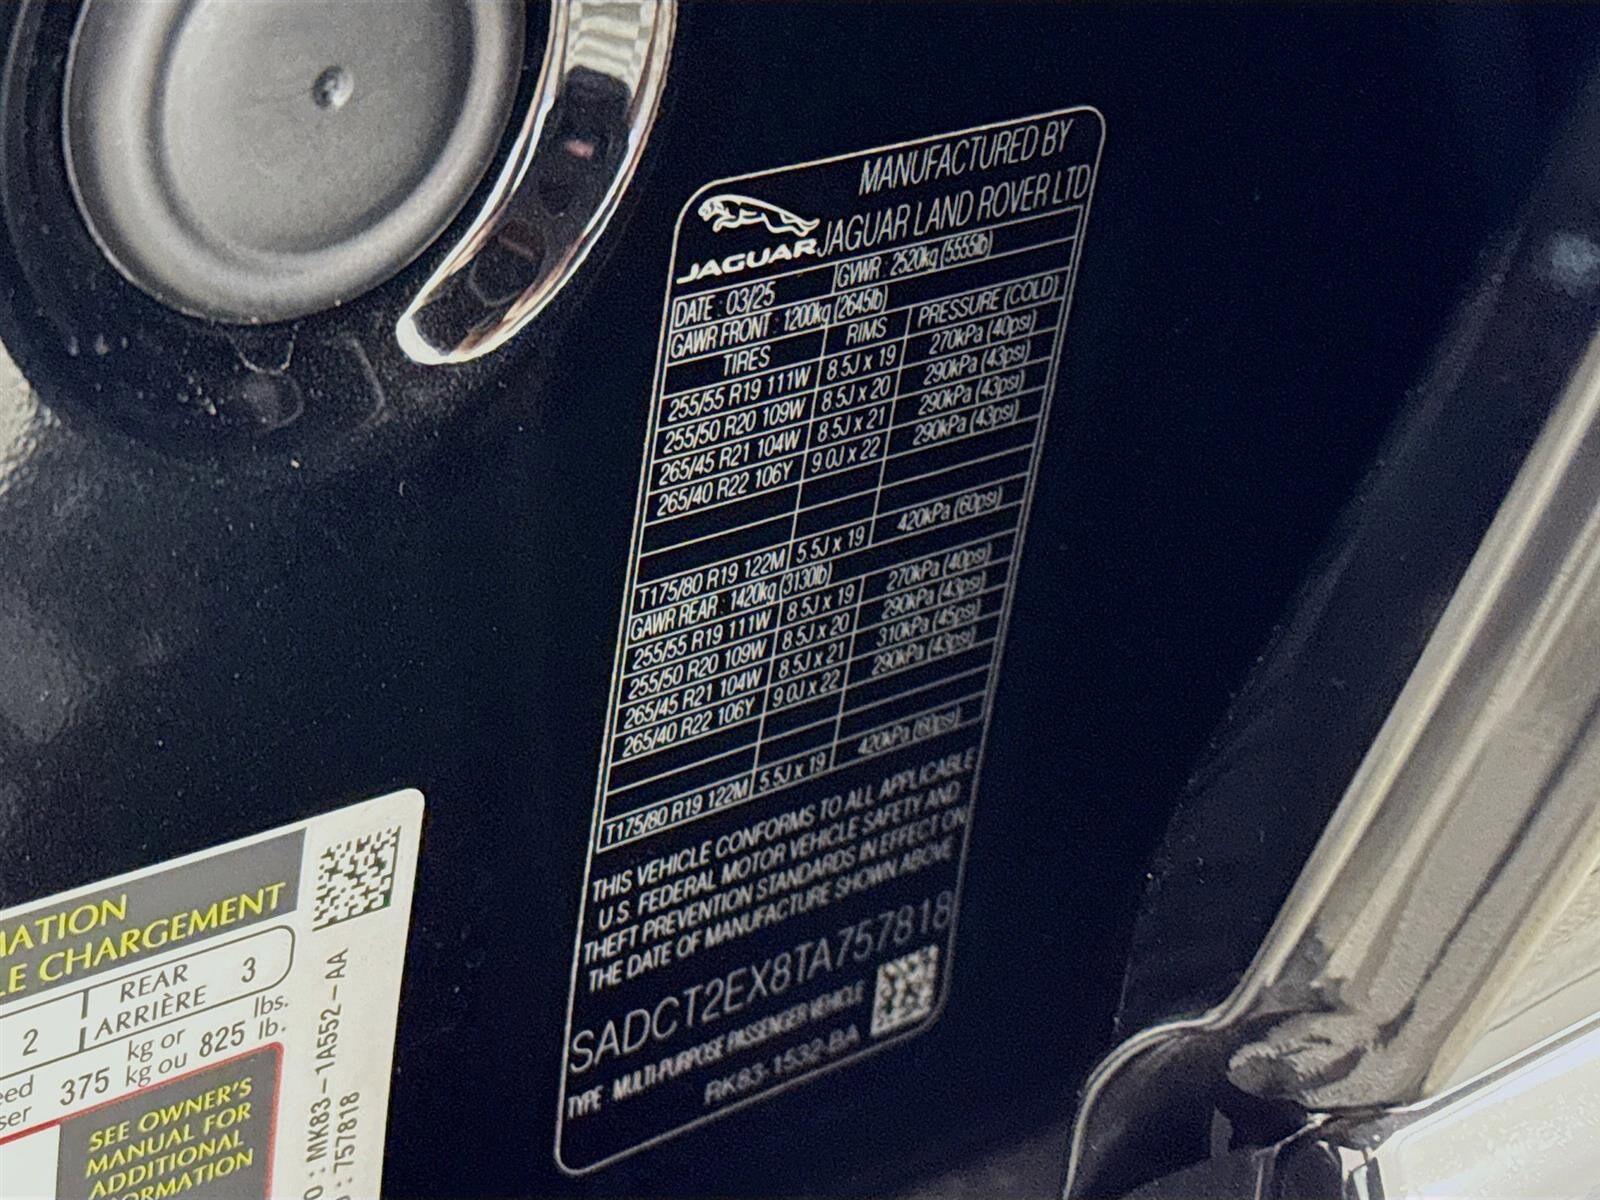 JAGUAR
MANUFACTURED BY
JAGUAR LAND ROVER LTD
DATE : 03/25 GVWR : 2520kg (5555lb)
GAWR FRONT : 1200kg (2645lb)
TIRES RIMS PRESSURE (COLD)
255/55 R19 111W 8.5J x 19 270kPa (40psi)
255/50 R20 109W 8.5J x 20 290kPa (43psi)
265/45 R21 104W 8.5J x 21 290kPa (43psi)
265/40 R22 106Y 9.0J x 22 290kPa (43psi)
T175/80 R19 122M 5.5J x 19 420kPa (60psi)
GAWR REAR : 1420kg (3130lb)
255/55 R19 111W 8.5J x 19 270kPa (40psi)
255/50 R20 109W 8.5J x 20 290kPa (43psi)
265/45 R21 104W 8.5J x 21 310kPa (45psi)
265/40 R22 106Y 9.0J x 22 290kPa (43psi)
T175/80 R19 122M 5.5J x 19 420kPa (60psi)
THIS VEHICLE CONFORMS TO ALL APPLICABLE
U.S. FEDERAL MOTOR VEHICLE SAFETY AND
THEFT PREVENTION STANDARDS IN EFFECT ON
THE DATE OF MANUFACTURE SHOWN ABOVE
SADCT2EX8TA757818
TYPE : MULTI-PURPOSE PASSENGER VEHICLE
RK83-1532-BA
MATION
LE CHARGEMENT
2 REAR 3
ARRIÈRE
eed kg or lbs.
ser 375 kg ou 825 lb.
SEE OWNER'S
MANUAL FOR
ADDITIONAL
ORMATION
O : MK83-1A552-AA
: 757818